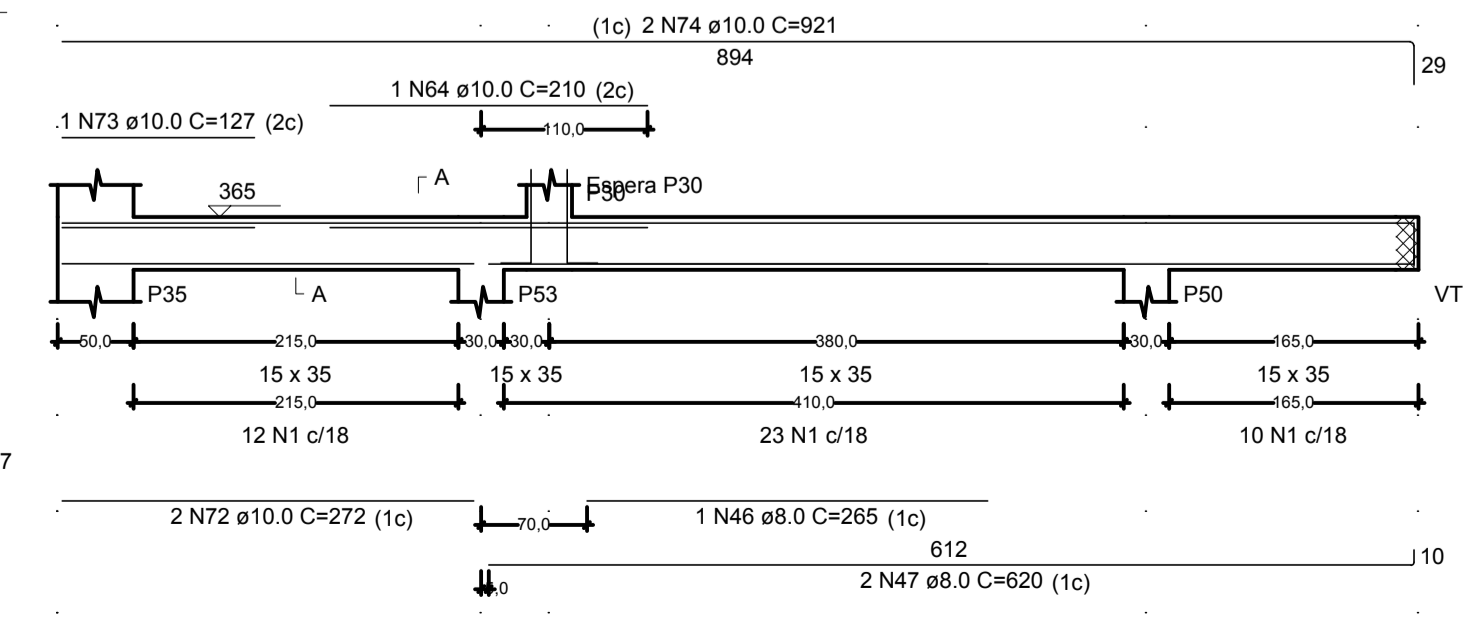 (1c) 2 N74 ø10.0 C=921
894
29
1 N64 ø10.0 C=210 (2c)
110,0
1 N73 ø10.0 C=127 (2c)
A
365
Espera P30
P30
P35
A
P53
P50
VT
50,0 215,0 30,0 30,0 380,0 30,0 165,0
15 x 35 15 x 35 15 x 35 15 x 35
215,0 410,0 165,0
12 N1 c/18 23 N1 c/18 10 N1 c/18
7
2 N72 ø10.0 C=272 (1c)
70,0
1 N46 ø8.0 C=265 (1c)
612
10
2 N47 ø8.0 C=620 (1c)